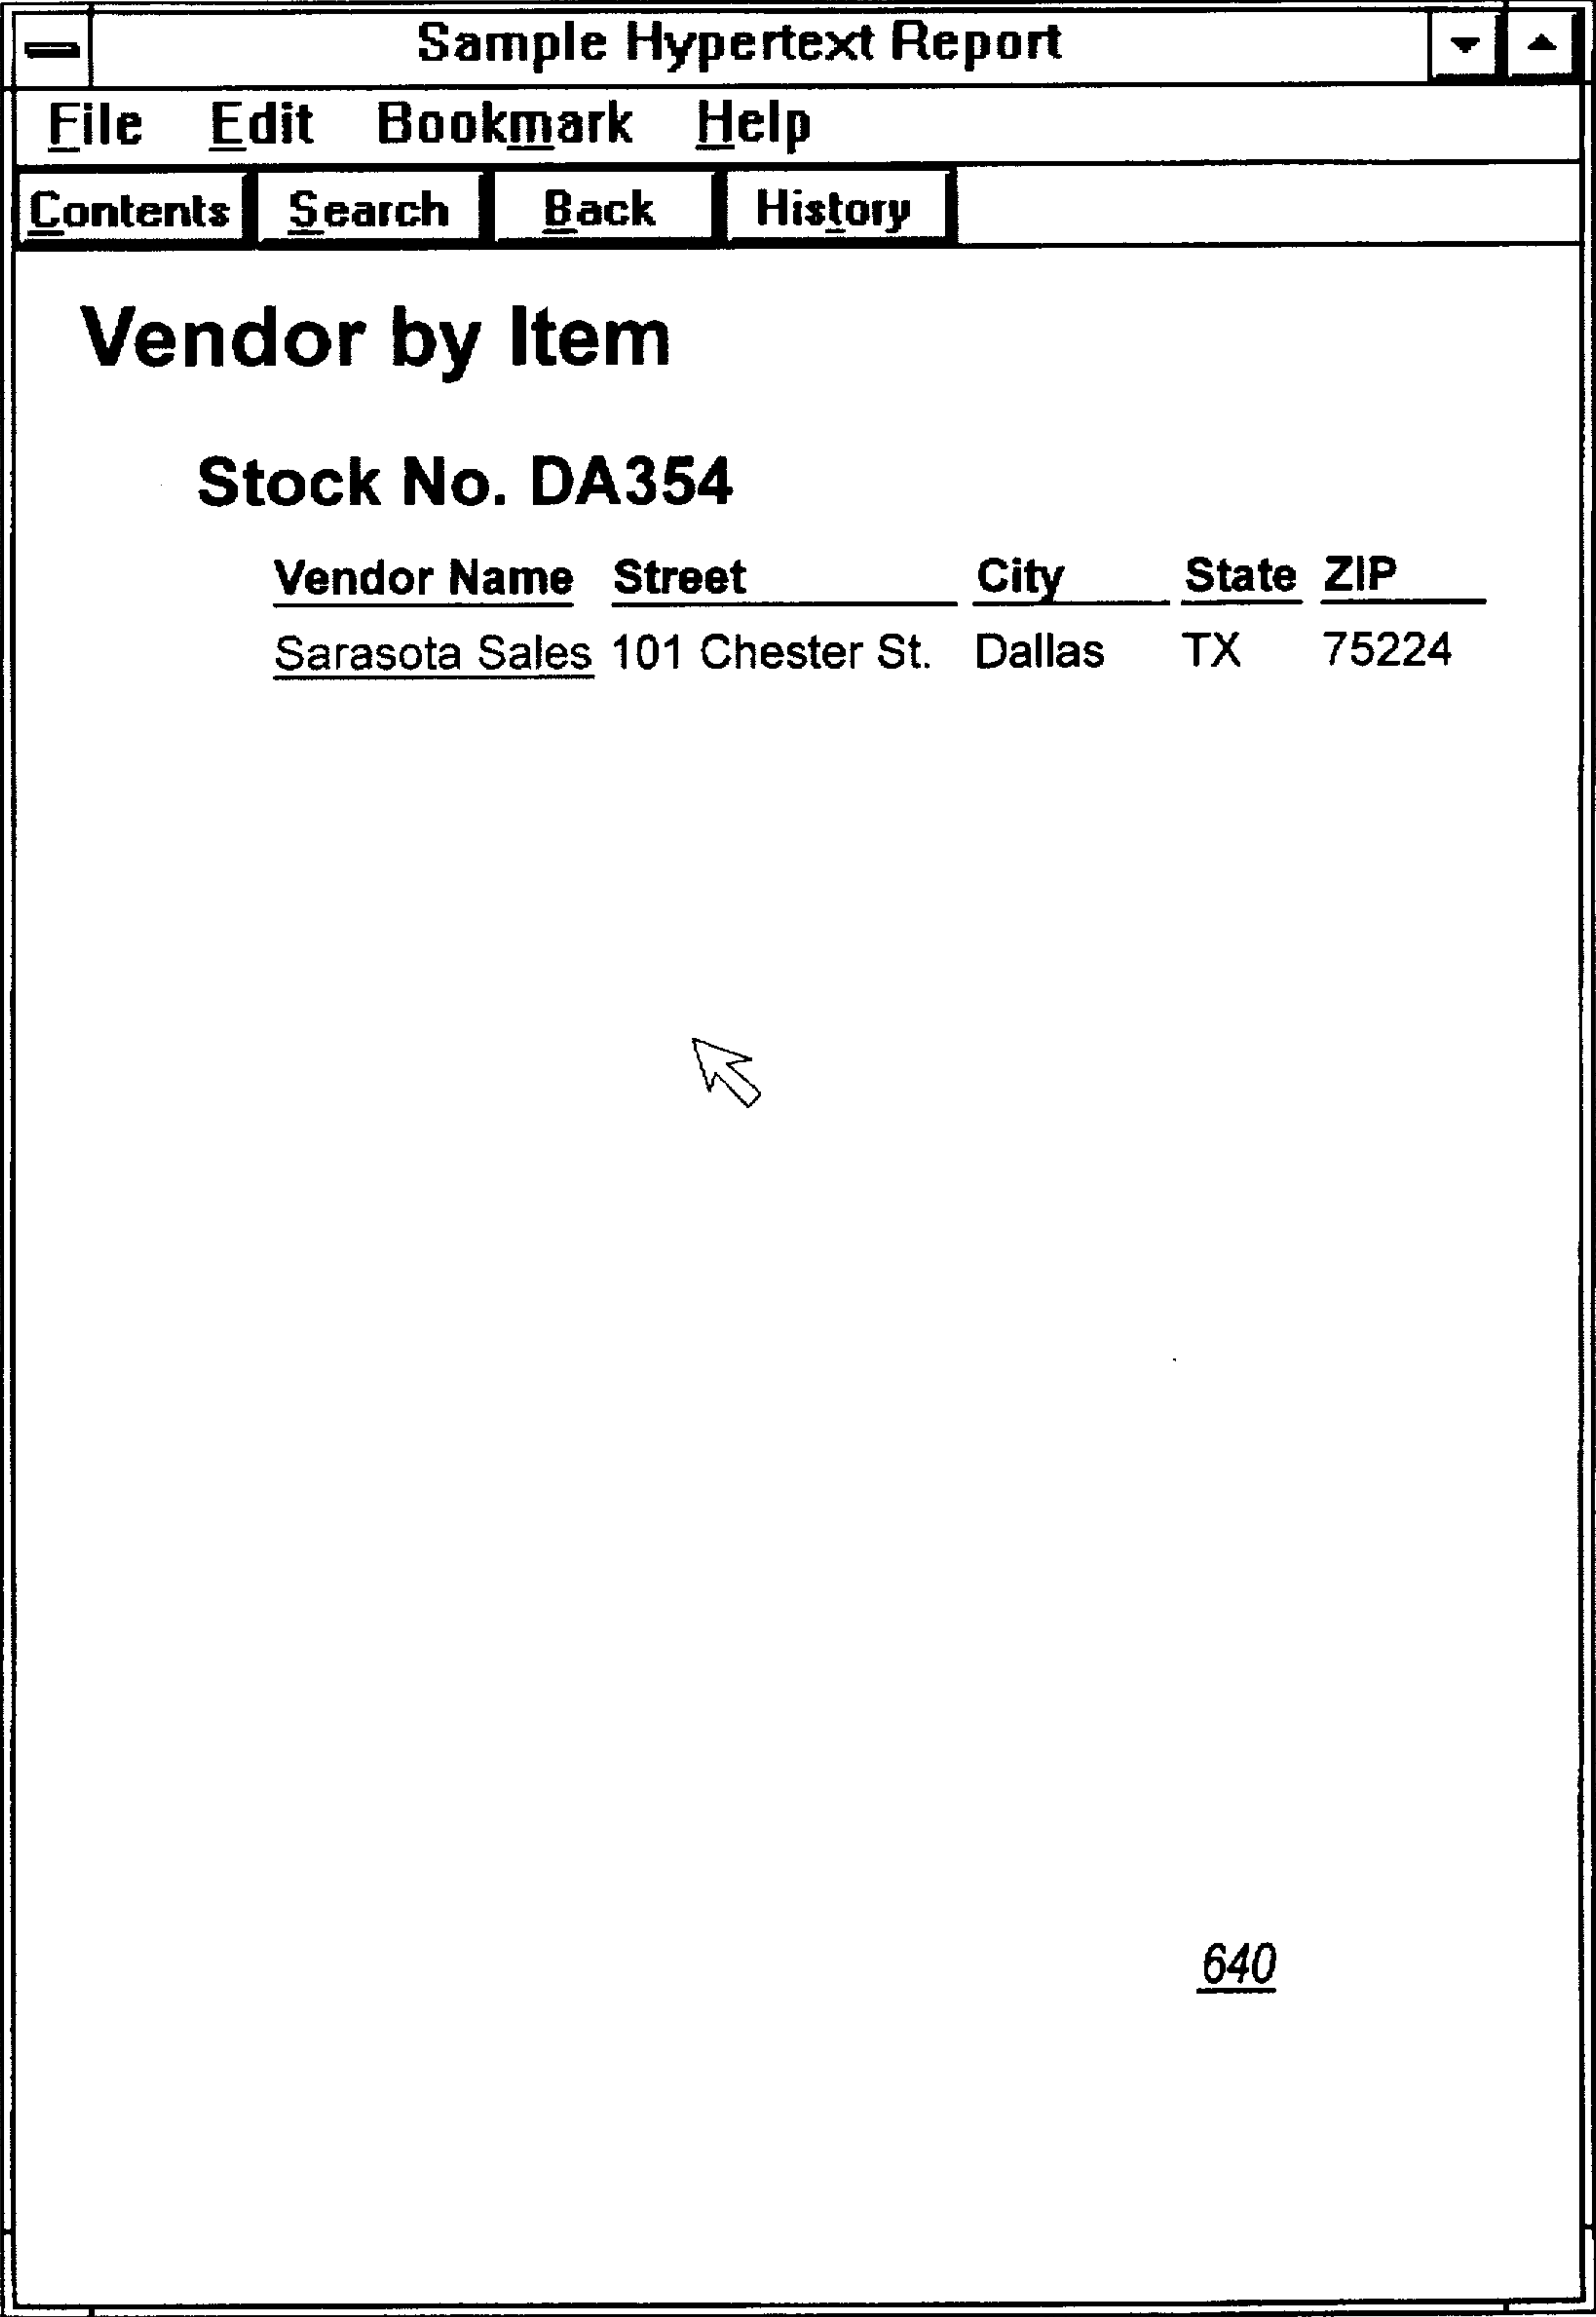 Sample Hypertext Report
File Edit Bookmark Help
Contents Search Back History
Vendor by Item
Stock No. DA354
Vendor Name Street City State ZIP
Sarasota Sales 101 Chester St. Dallas TX 75224
640